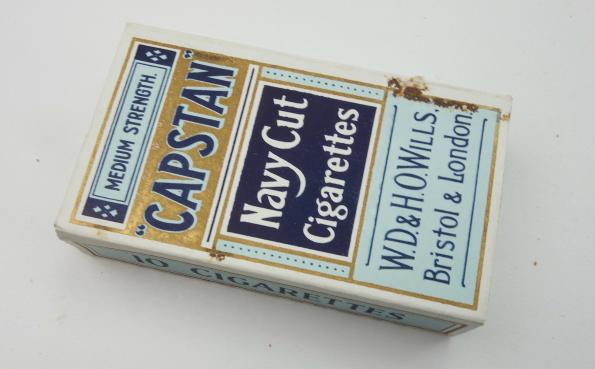 MEDIUM STRENGTH.
"CAPSTAN"
Navy Cut
Cigarettes
W.D.& H.O.WILLS,
Bristol & London.
10 CIGARETTES